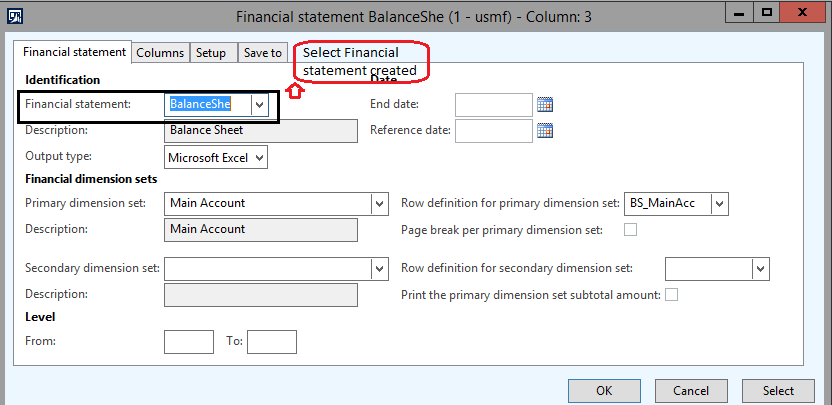 Financial statement BalanceShe (1 - usmf) - Column: 3
Financial statement Columns Setup Save to
Select Financial
statement created
Identification Date
Financial statement: BalanceShe End date:
Description: Balance Sheet Reference date:
Output type: Microsoft Excel
Financial dimension sets
Primary dimension set: Main Account Row definition for primary dimension set: BS_MainAcc
Description: Main Account Page break per primary dimension set:
Secondary dimension set: Row definition for secondary dimension set:
Description: Print the primary dimension set subtotal amount:
Level
From: To:
OK Cancel Select